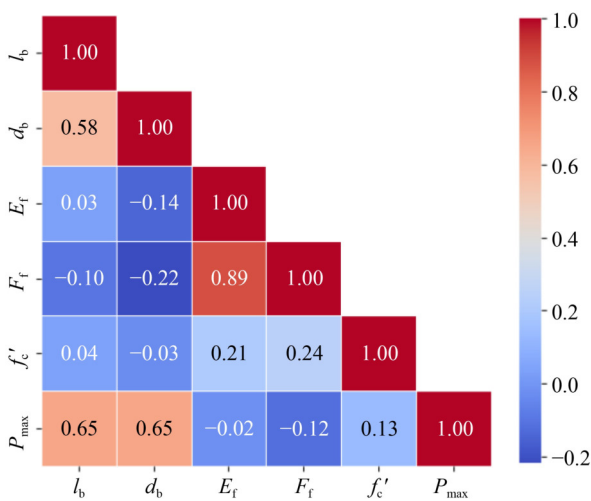 1.0
l_b 1.00
0.8
d_b 0.58 1.00
0.6
E_f 0.03 −0.14 1.00
0.4
F_f −0.10 −0.22 0.89 1.00
0.2
f_c′ 0.04 −0.03 0.21 0.24 1.00
0.0
P_max 0.65 0.65 −0.02 −0.12 0.13 1.00
−0.2
l_b d_b E_f F_f f_c′ P_max